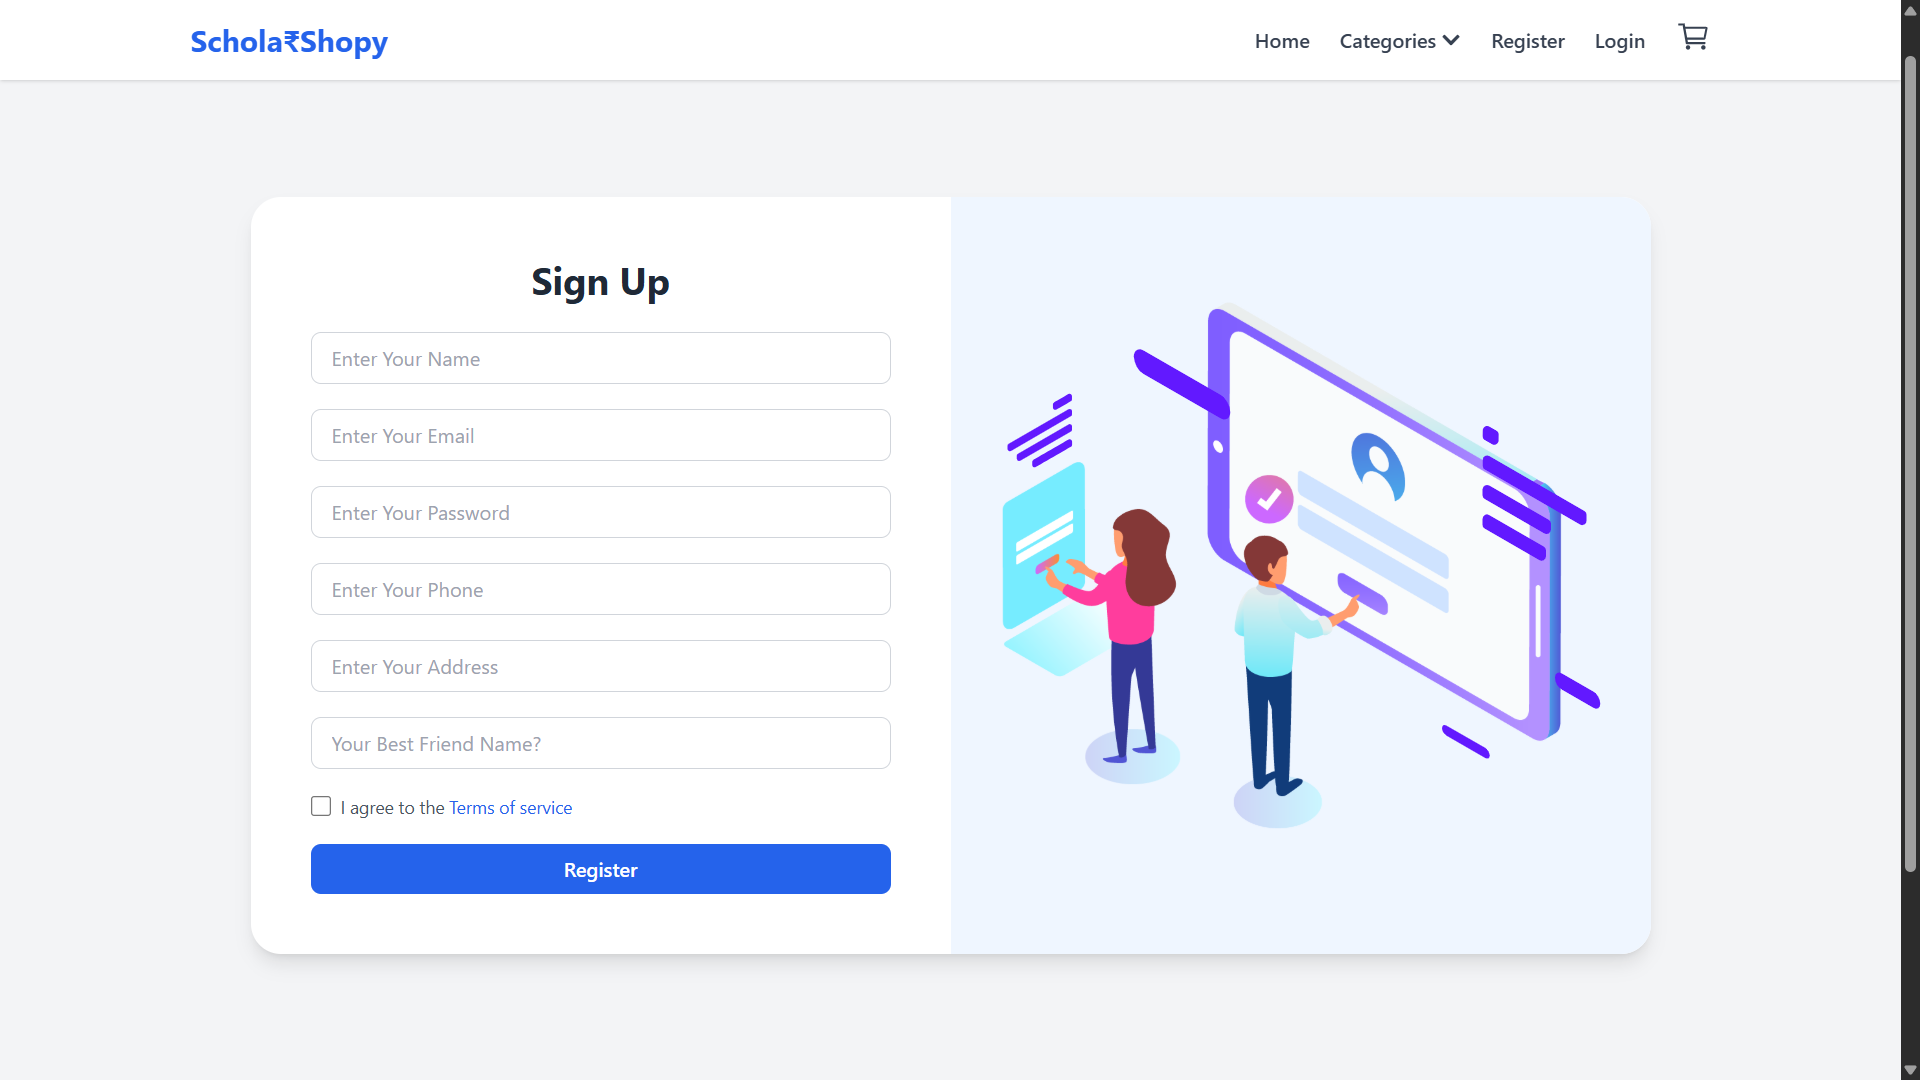 Schola₹Shopy
Home Categories Register Login
Sign Up
Enter Your Name
Enter Your Email
Enter Your Password
Enter Your Phone
Enter Your Address
Your Best Friend Name?
I agree to the Terms of service
Register